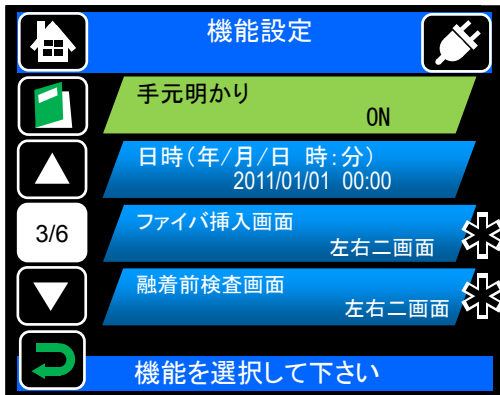 機能設定
手元明かり
ON
日時(年/月/日 時:分)
2011/01/01 00:00
3/6
ファイバ挿入画面
左右二画面
融着前検査画面
左右二画面
機能を選択して下さい